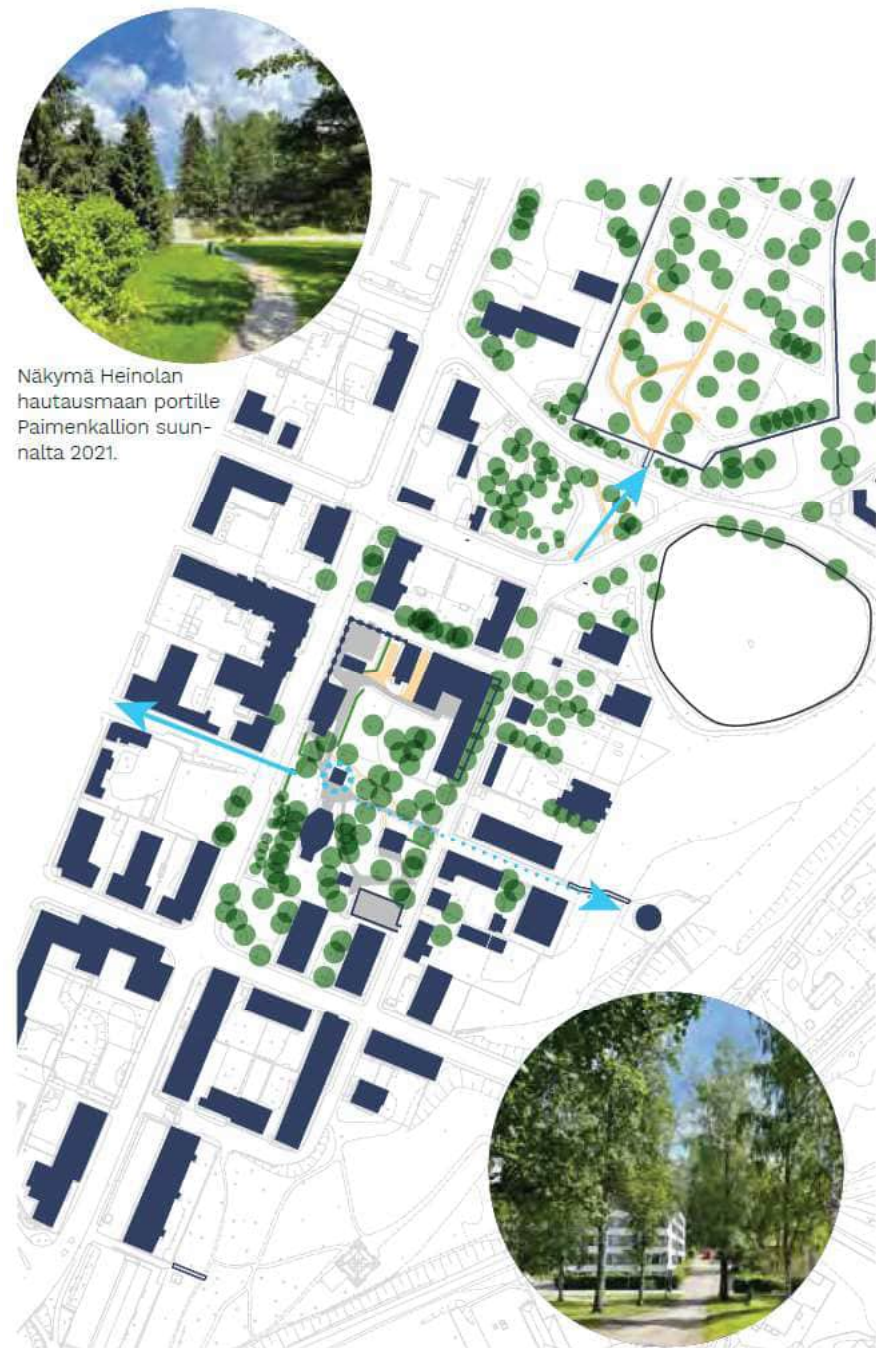 Näkymä Heinolan
hautausmaan portille
Paimenkallion suun-
nalta 2021.